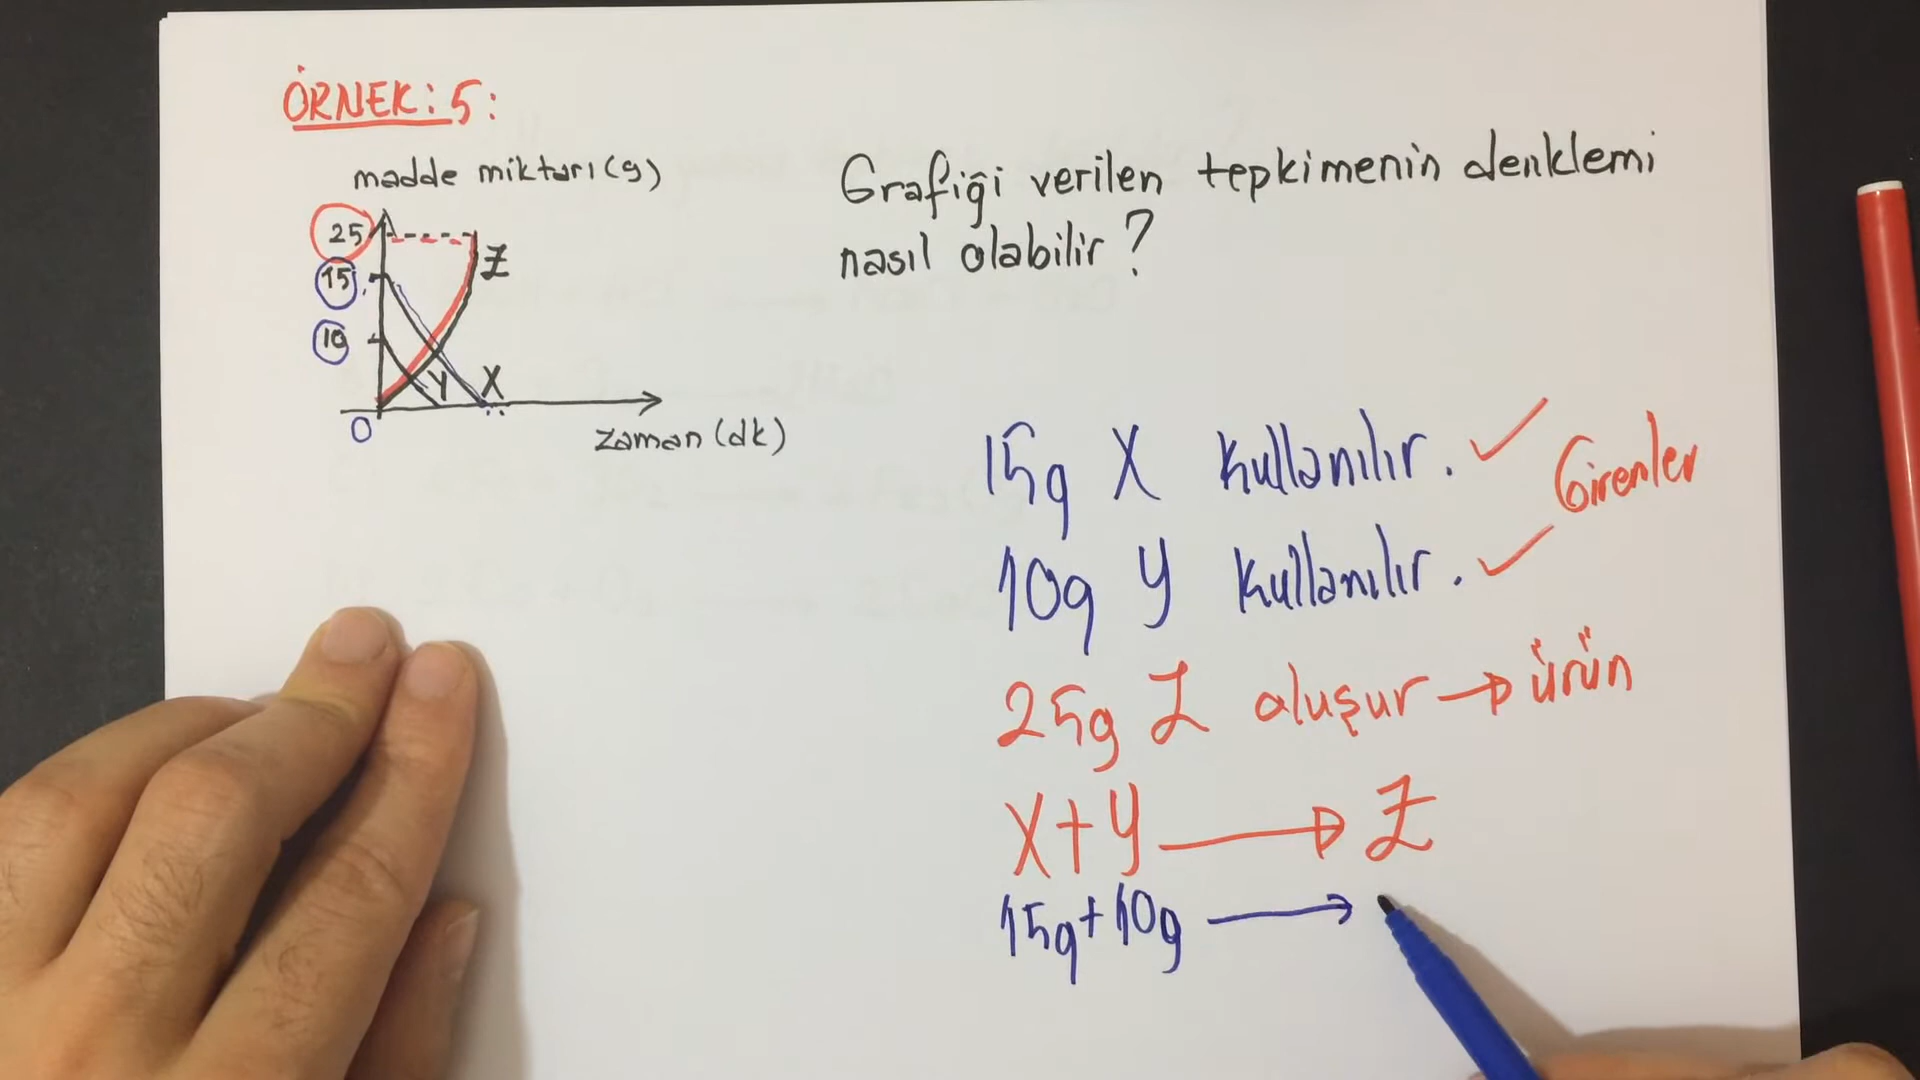 ÖRNEK: 5:
madde miktarı(g)
25
15
10
0
Z
Y
X
zaman (dk)
Grafiği verilen tepkimenin denklemi
nasıl olabilir?
15g X kullanılır. Girenler
10g Y kullanılır.
25g Z oluşur → ürün
X+Y → Z
15g+10g →